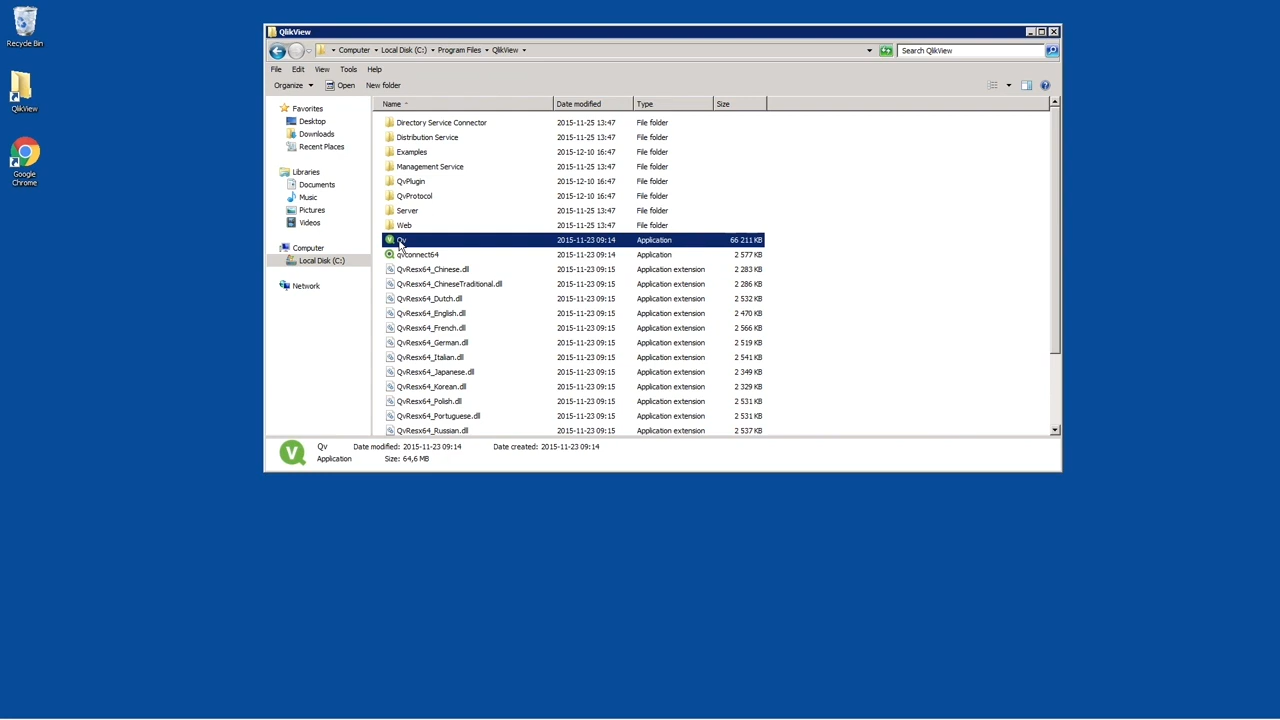 Recycle Bin
QlikView
Google
Chrome
QlikView
Computer Local Disk (C:) Program Files QlikView
Search QlikView
File Edit View Tools Help
Organize Open New folder
Favorites
Desktop
Downloads
Recent Places
Libraries
Documents
Music
Pictures
Videos
Computer
Local Disk (C:)
Network
Name Date modified Type Size
Directory Service Connector 2015-11-25 13:47 File folder
Distribution Service 2015-11-25 13:47 File folder
Examples 2015-12-10 16:47 File folder
Management Service 2015-11-25 13:47 File folder
QvPlugin 2015-12-10 16:47 File folder
QvProtocol 2015-12-10 16:47 File folder
Server 2015-11-25 13:47 File folder
Web 2015-11-25 13:47 File folder
Qv 2015-11-23 09:14 Application 66 211 KB
qvconnect64 2015-11-23 09:14 Application 2 577 KB
QvResx64_Chinese.dll 2015-11-23 09:15 Application extension 2 283 KB
QvResx64_ChineseTraditional.dll 2015-11-23 09:15 Application extension 2 286 KB
QvResx64_Dutch.dll 2015-11-23 09:15 Application extension 2 532 KB
QvResx64_English.dll 2015-11-23 09:15 Application extension 2 470 KB
QvResx64_French.dll 2015-11-23 09:15 Application extension 2 566 KB
QvResx64_German.dll 2015-11-23 09:15 Application extension 2 519 KB
QvResx64_Italian.dll 2015-11-23 09:15 Application extension 2 541 KB
QvResx64_Japanese.dll 2015-11-23 09:15 Application extension 2 349 KB
QvResx64_Korean.dll 2015-11-23 09:15 Application extension 2 329 KB
QvResx64_Polish.dll 2015-11-23 09:15 Application extension 2 531 KB
QvResx64_Portuguese.dll 2015-11-23 09:15 Application extension 2 531 KB
QvResx64_Russian.dll 2015-11-23 09:15 Application extension 2 537 KB
Qv Date modified: 2015-11-23 09:14 Date created: 2015-11-23 09:14
Application Size: 64,6 MB